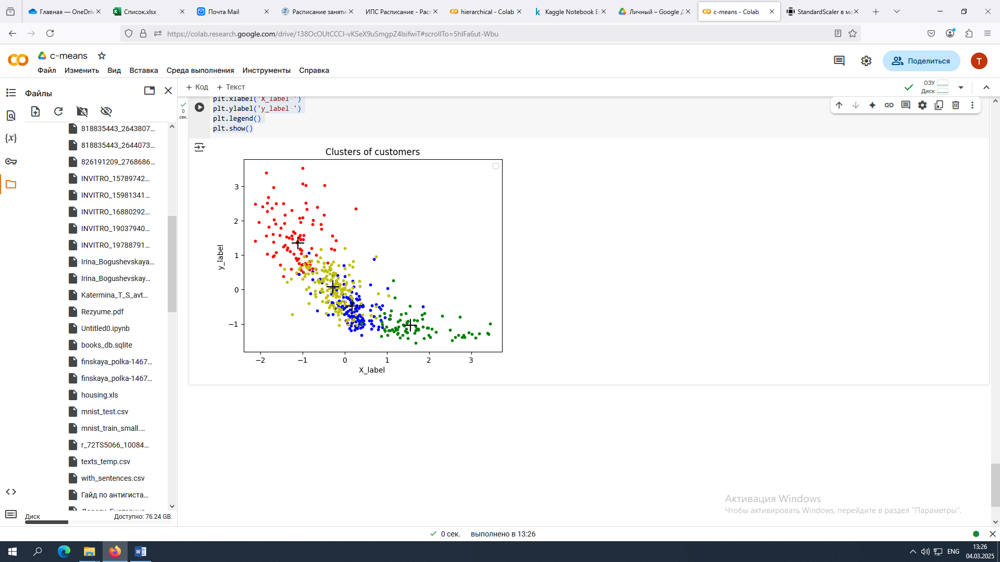 Главная — OneDriv
Список.xlsx
Почта Mail
Расписание заняти
ИПС Расписание - Расп
hierarchical - Colab
Kaggle Notebook E
Личный – Google Д
c-means - Colab
StandardScaler в ма
https://colab.research.google.com/drive/138OcOUtCCCI-vKSeX9uSmgpZ4lsifwiT#scrollTo=5hlFa6ut-Wbu
c-means
Файл Изменить Вид Вставка Среда выполнения Инструменты Справка
Поделиться
T
Файлы
+ Код + Текст
ОЗУ
Диск
{x}
818835443_2643807...
818835443_2644073...
826191209_2768686...
INVITRO_15789742...
INVITRO_15981341...
INVITRO_16880292...
INVITRO_19037940...
INVITRO_19788791...
Irina_Bogushevskaya...
Irina_Bogushevskay...
Katermina_T_S_avt...
Rezyume.pdf
Untitled0.ipynb
books_db.sqlite
finskaya_polka-1467...
finskaya_polka-1467...
housing.xls
mnist_test.csv
mnist_train_small....
r_72TS5066_10084...
texts_temp.csv
with_sentences.csv
Гайд по антигиста...
Диск
Доступно: 76.24 GB.
0
сек.
plt.xlabel('X_label ')
plt.ylabel('y_label ')
plt.legend()
plt.show()
Clusters of customers
y_label
3
2
1
0
−1
−2 −1 0 1 2 3
X_label
Активация Windows
Чтобы активировать Windows, перейдите в раздел "Параметры".
0 сек. выполнено в 13:26
ENG
13:26
04.03.2025